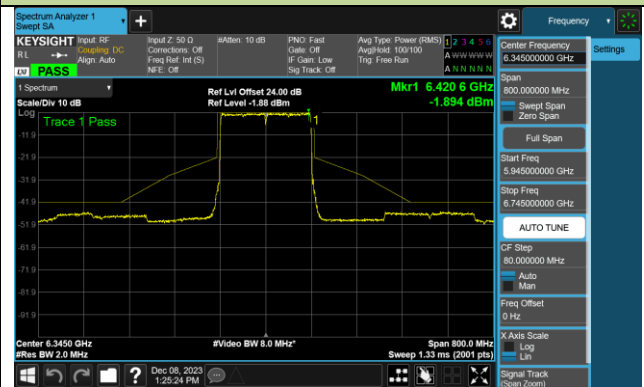 Spectrum Analyzer 1
Swept SA
Frequency
KEYSIGHT
Input: RF
Coupling: DC
Align: Auto
Input Z: 50 Ω
Corrections: Off
Freq Ref: Int (S)
NFE: Off
#Atten: 10 dB
PNO: Fast
Gate: Off
IF Gain: Low
Sig Track: Off
Avg Type: Power (RMS)
Avg|Hold: 100/100
Trig: Free Run
1 2 3 4 5 6
A W W W W W
A N N N N N
R L
LXI
PASS
1 Spectrum
Scale/Div 10 dB
Ref Lvl Offset 24.00 dB
Ref Level -1.88 dBm
Mkr1 6.420 6 GHz
-1.894 dBm
Log
Trace 1 Pass
1
-11.9
-21.9
-31.9
-41.9
-51.9
-61.9
-71.9
-81.9
-91.9
Center 6.3450 GHz
#Res BW 2.0 MHz
#Video BW 8.0 MHz*
Span 800.0 MHz
Sweep 1.33 ms (2001 pts)
Dec 08, 2023
1:25:24 PM
Center Frequency
6.345000000 GHz
Settings
Span
800.000000 MHz
Swept Span
Zero Span
Full Span
Start Freq
5.945000000 GHz
Stop Freq
6.745000000 GHz
AUTO TUNE
CF Step
80.000000 MHz
Auto
Man
Freq Offset
0 Hz
X Axis Scale
Log
Lin
Signal Track
(Span Zoom)